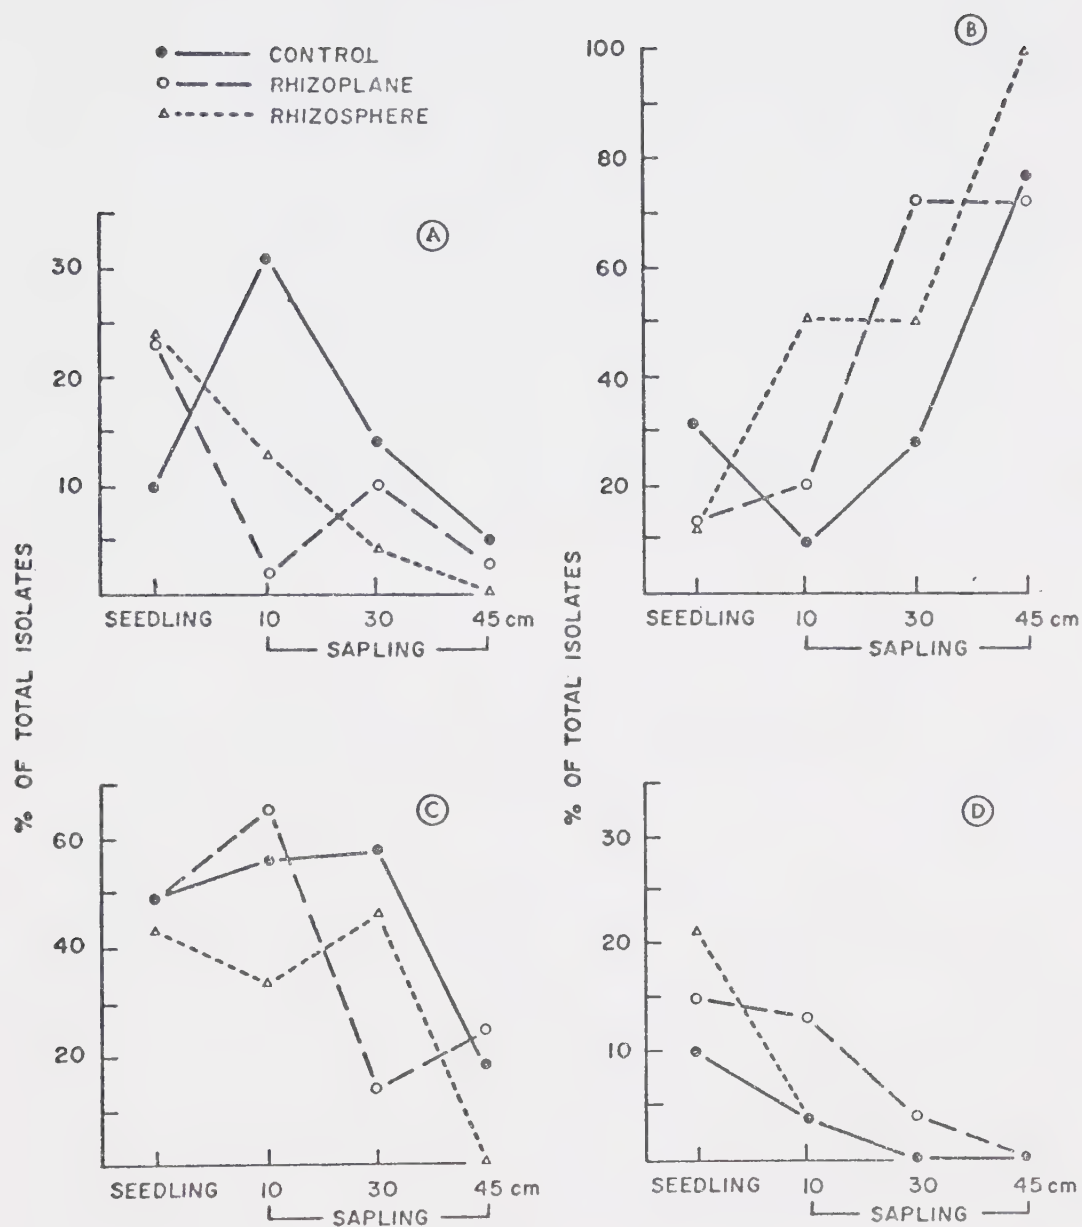 CONTROL
RHIZOPLANE
RHIZOSPHERE
A
30
20
10
SEEDLING 10 30 45 cm
SAPLING
% OF TOTAL ISOLATES
B
100
80
60
40
20
SEEDLING 10 30 45 cm
SAPLING
% OF TOTAL ISOLATES
C
60
40
20
SEEDLING 10 30 45 cm
SAPLING
D
30
20
10
SEEDLING 10 30 45 cm
SAPLING